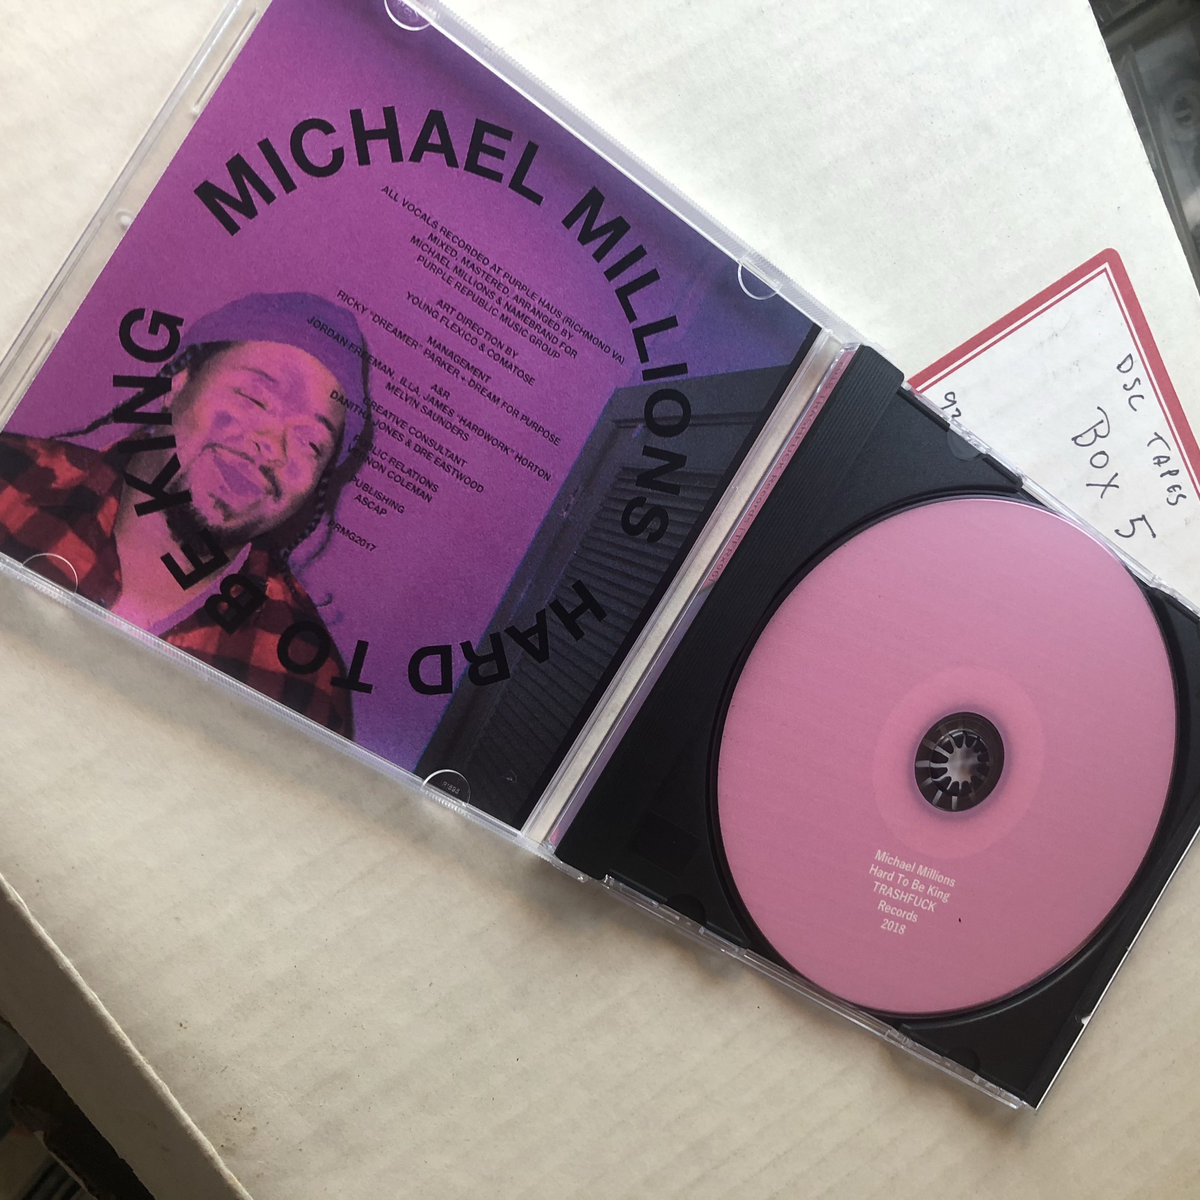 MICHAEL MILLIONS
HARD TO BE KING
ALL VOCALS RECORDED AT PURPLE HAUS (RICHMOND VA)
MIXED, MASTERED, ARRANGED BY
MICHAEL MILLIONS & NAMEBRAND FOR
PURPLE REPUBLIC MUSIC GROUP
ART DIRECTION BY
YOUNG FLEXICO & COMATOSE
MANAGEMENT
RICKY "DREAMER" PARKER + DREAM FOR PURPOSE
A&R
JORDAN FREEMAN, ILLA, JAMES "HARDWORK" HORTON
MELVIN SAUNDERS
CREATIVE CONSULTANT
DANITRA JONES & DRE EASTWOOD
RELATIONS
COLEMAN
PUBLISHING
ASCAP
PRMG2017
DSC TAPES
BOX 5
Michael Millions
Hard To Be King
TRASHFUCK
Records
2018